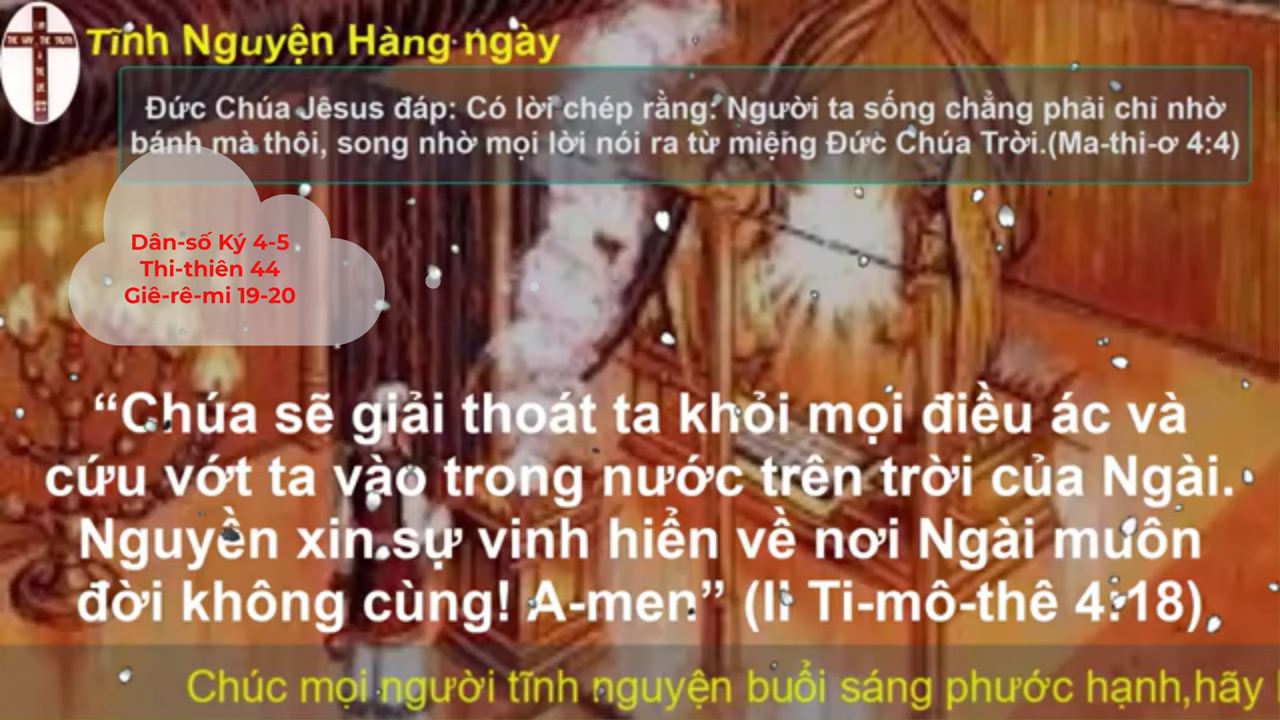 THE WAY THE TRUTH
Tĩnh Nguyện Hàng ngày
Đức Chúa Jêsus đáp: Có lời chép rằng: Người ta sống chẳng phải chỉ nhờ
bánh mà thôi, song nhờ mọi lời nói ra từ miệng Đức Chúa Trời.(Ma-thi-ơ 4:4)
Dân-số Ký 4-5
Thi-thiên 44
Giê-rê-mi 19-20
“Chúa sẽ giải thoát ta khỏi mọi điều ác và
cứu vớt ta vào trong nước trên trời của Ngài.
Nguyền xin sự vinh hiển về nơi Ngài muôn
đời không cùng! A-men” (Ii Ti-mô-thê 4:18)
Chúc mọi người tĩnh nguyện buổi sáng phước hạnh,hãy